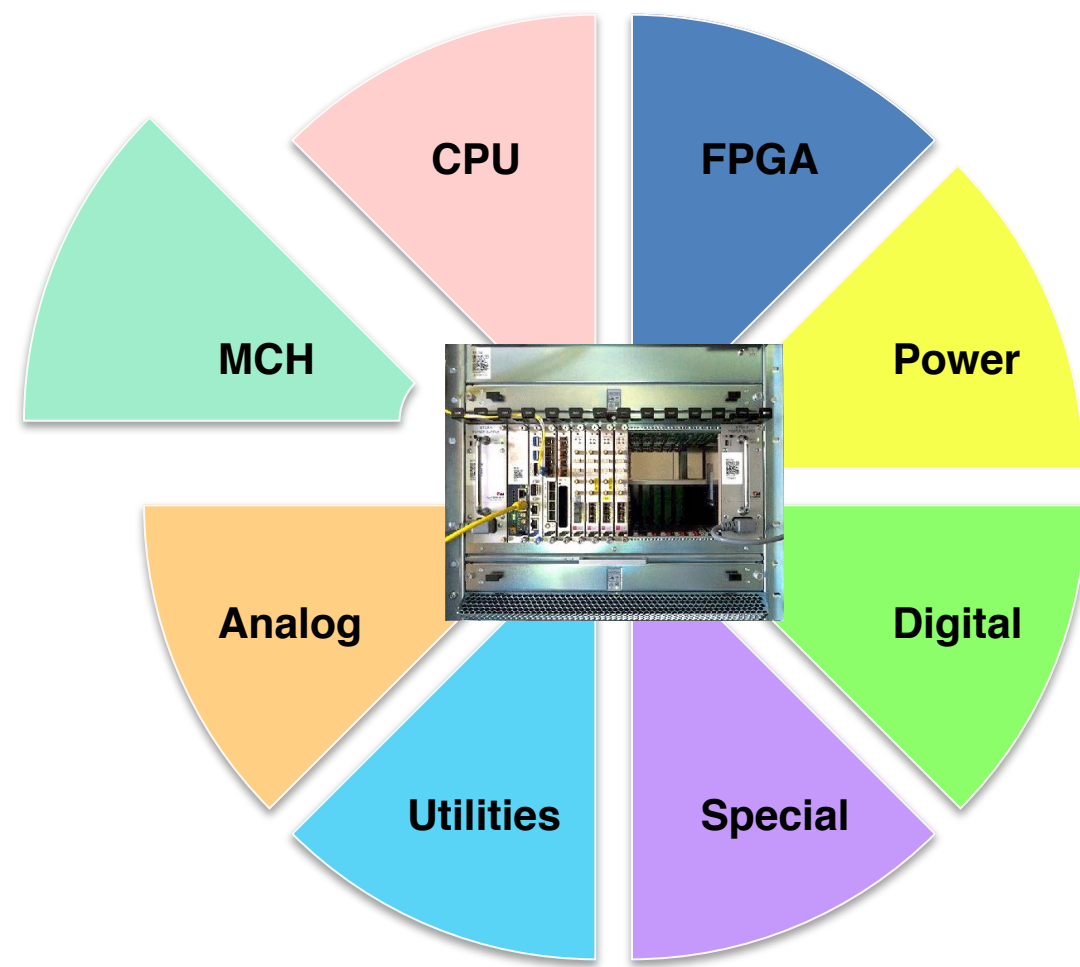 CPU
FPGA
MCH
Power
Analog
Digital
Utilities
Special